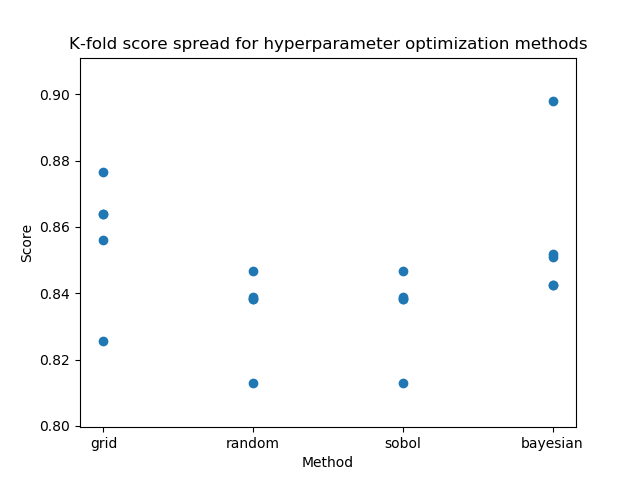 K-fold score spread for hyperparameter optimization methods
0.90
0.88
0.86
0.84
0.82
0.80
Score
grid random sobol bayesian
Method